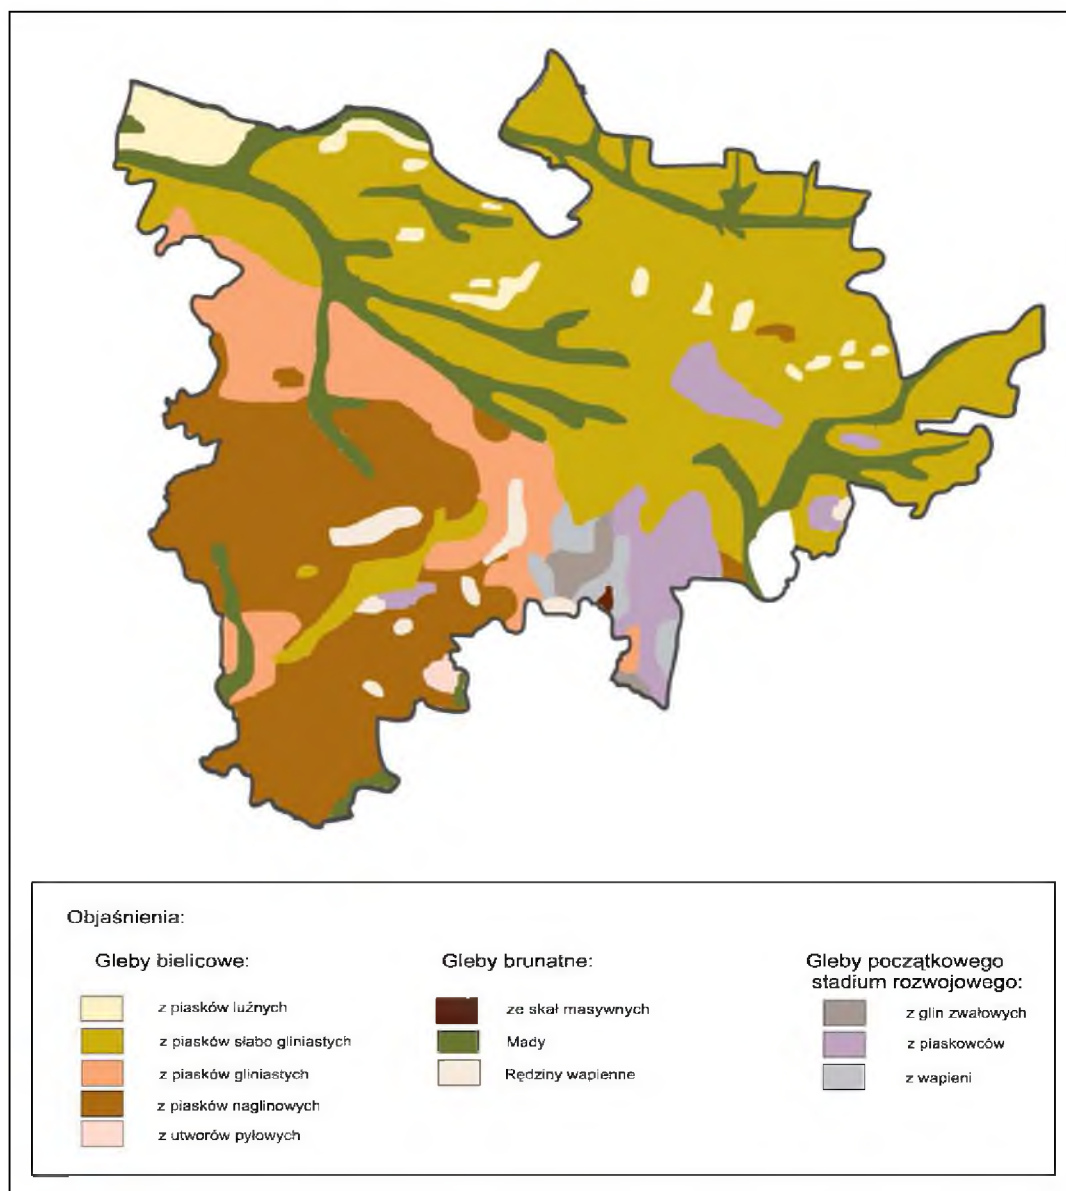 Objaśnienia:
Gleby bielicowe:
z piasków luźnych
z piasków słabo gliniastych
z piasków gliniastych
z piasków naglinowych
z utworów pyłowych
Gleby brunatne:
ze skał masywnych
Mady
Rędziny wapienne
Gleby początkowego
stadium rozwojowego:
z glin zwałowych
z piaskowców
z wapieni